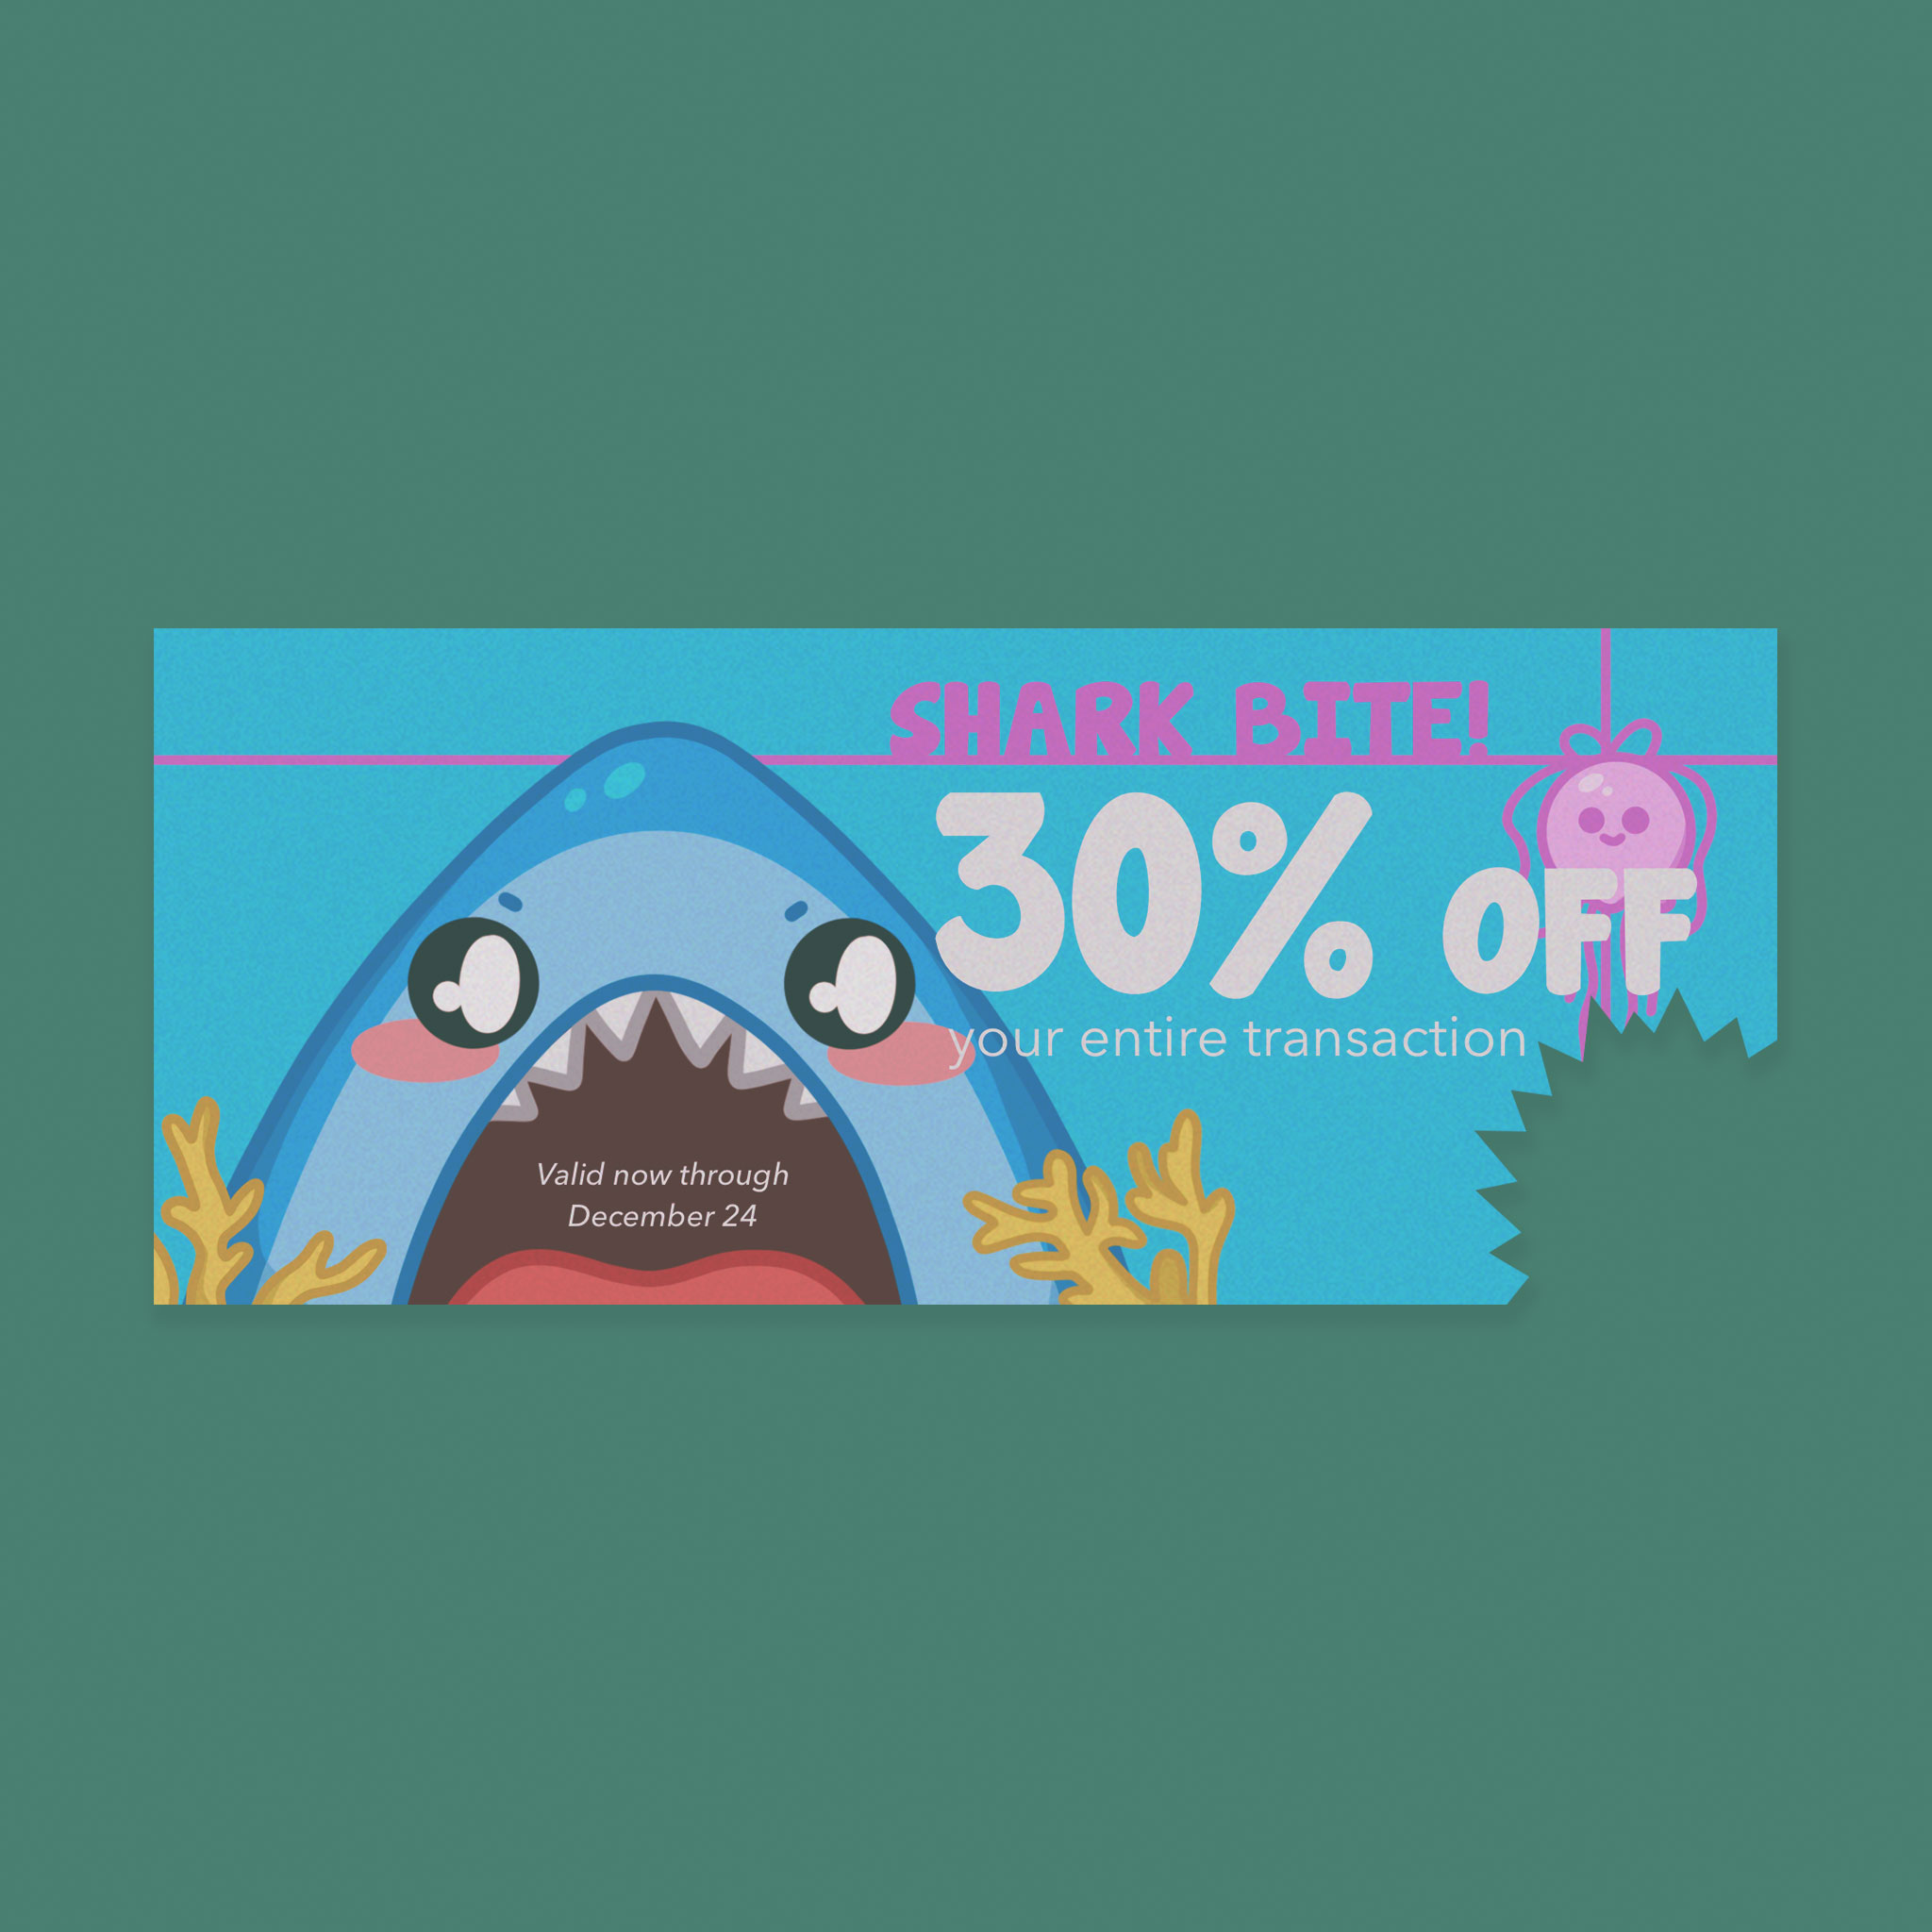 SHARK BITE!
30% OFF
your entire transaction
Valid now through
December 24